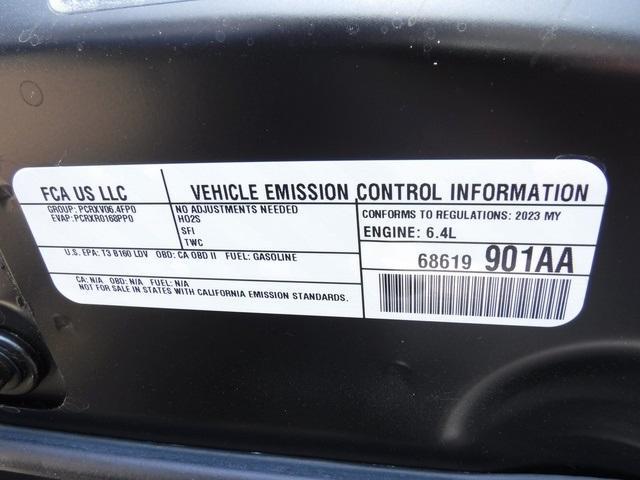 FCA US LLC
VEHICLE EMISSION CONTROL INFORMATION
GROUP: PCRXV06.4FP0
EVAP: PCRXR0168PP0
NO ADJUSTMENTS NEEDED
HO2S
SFI
TWC
CONFORMS TO REGULATIONS: 2023 MY
ENGINE: 6.4L
U.S. EPA: T3 B160 LDV OBD: CA OBD II FUEL: GASOLINE
68619 901AA
CA: N/A OBD: N/A FUEL: N/A
NOT FOR SALE IN STATES WITH CALIFORNIA EMISSION STANDARDS.